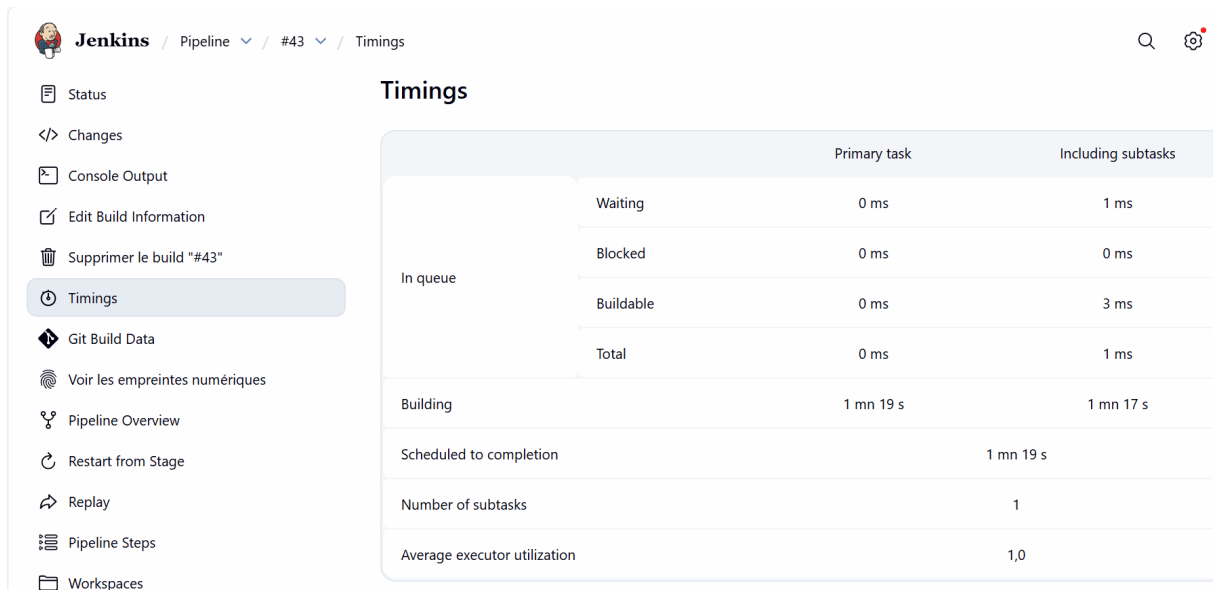 Jenkins / Pipeline / #43 / Timings
Status
Changes
Console Output
Edit Build Information
Supprimer le build "#43"
Timings
Git Build Data
Voir les empreintes numériques
Pipeline Overview
Restart from Stage
Replay
Pipeline Steps
Workspaces
Timings
Primary task Including subtasks
In queue
Waiting 0 ms 1 ms
Blocked 0 ms 0 ms
Buildable 0 ms 3 ms
Total 0 ms 1 ms
Building 1 mn 19 s 1 mn 17 s
Scheduled to completion 1 mn 19 s
Number of subtasks 1
Average executor utilization 1,0